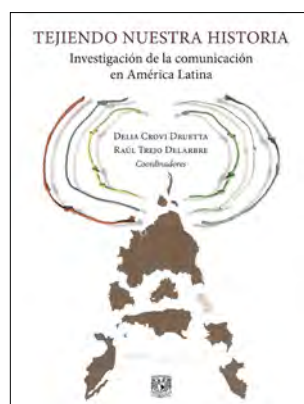 TEJIENDO NUESTRA HISTORIA
Investigación de la comunicación
en América Latina
DELIA CROVI DRUETTA
RAÚL TREJO DELARBRE
Coordinadores